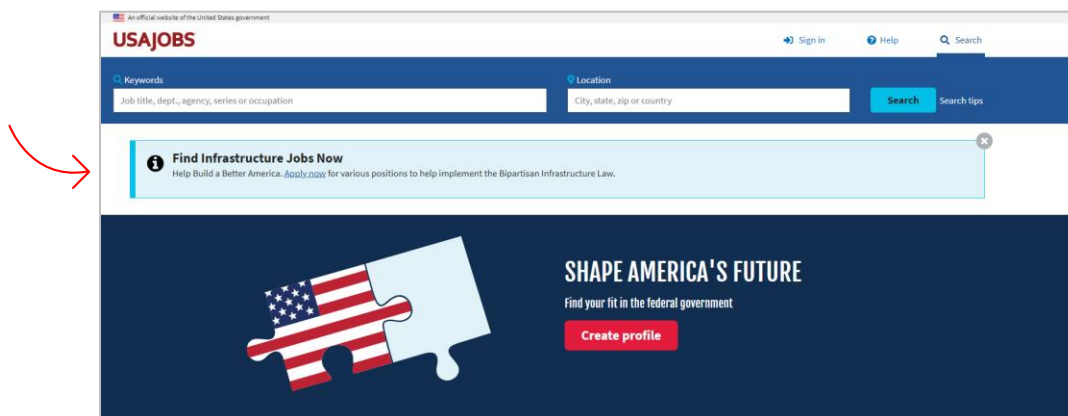 An official website of the United States government
USAJOBS
Sign in
Help
Search
Keywords
Location
Job title, dept., agency, series or occupation
City, state, zip or country
Search
Search tips
Find Infrastructure Jobs Now
Help Build a Better America. Apply now for various positions to help implement the Bipartisan Infrastructure Law.
SHAPE AMERICA'S FUTURE
Find your fit in the federal government
Create profile